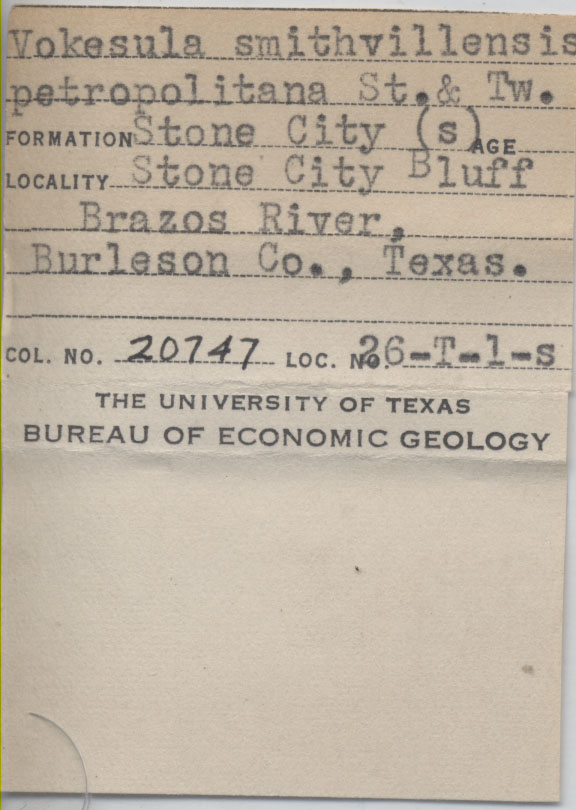 Vokesula smithvillensis
petropolitana St.& Tw.
FORMATION Stone City (s) AGE
LOCALITY Stone City Bluff
Brazos River,
Burleson Co., Texas.
COL. NO. 20747 LOC. NO. 26-T-1-s
THE UNIVERSITY OF TEXAS
BUREAU OF ECONOMIC GEOLOGY